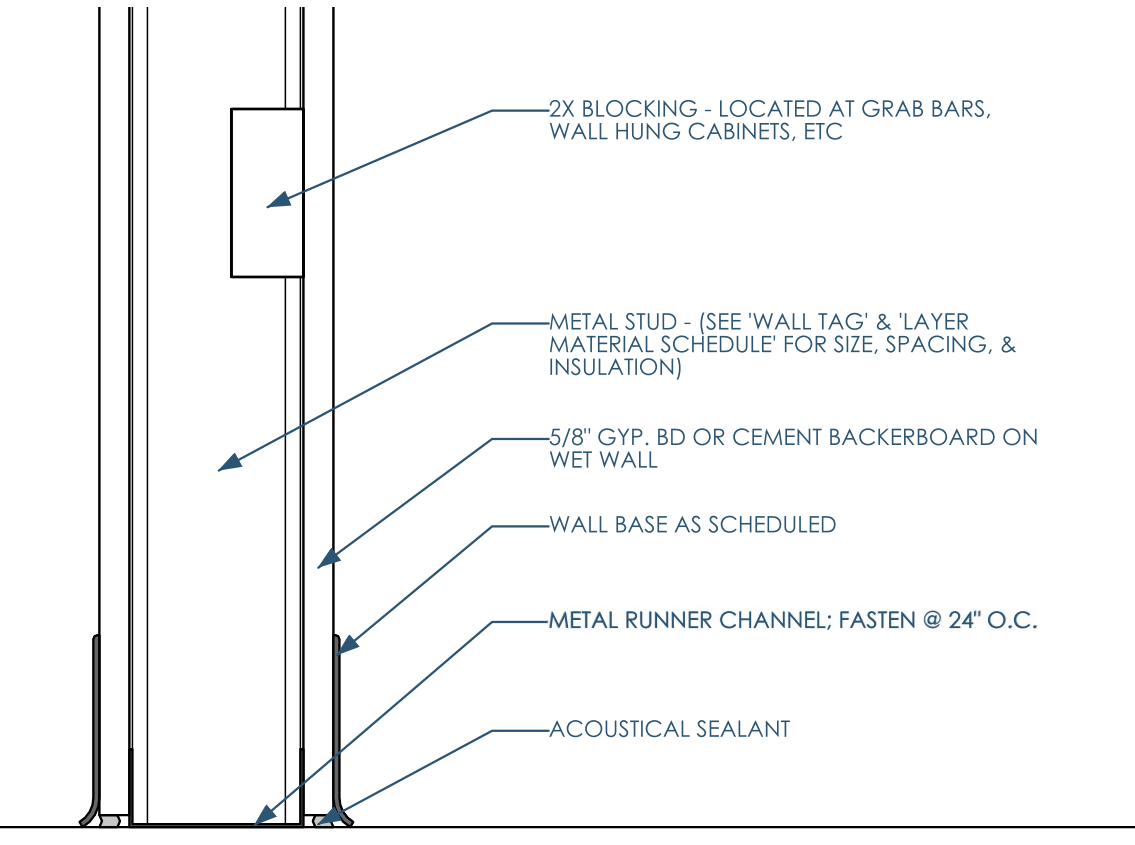 2X BLOCKING - LOCATED AT GRAB BARS,
WALL HUNG CABINETS, ETC
METAL STUD - (SEE 'WALL TAG' & 'LAYER
MATERIAL SCHEDULE' FOR SIZE, SPACING, &
INSULATION)
5/8" GYP. BD OR CEMENT BACKERBOARD ON
WET WALL
WALL BASE AS SCHEDULED
METAL RUNNER CHANNEL; FASTEN @ 24" O.C.
ACOUSTICAL SEALANT